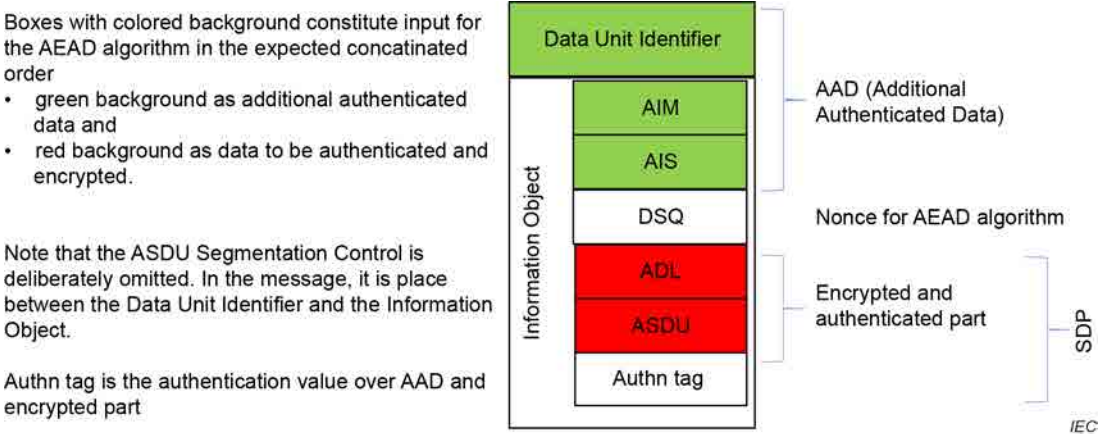 Boxes with colored background constitute input for
the AEAD algorithm in the expected concatinated
order
• green background as additional authenticated
data and
• red background as data to be authenticated and
encrypted.
Note that the ASDU Segmentation Control is
deliberately omitted. In the message, it is place
between the Data Unit Identifier and the Information
Object.
Authn tag is the authentication value over AAD and
encrypted part
Data Unit Identifier
Information Object
AIM
AIS
DSQ
ADL
ASDU
Authn tag
AAD (Additional
Authenticated Data)
Nonce for AEAD algorithm
Encrypted and
authenticated part
SDP
IEC